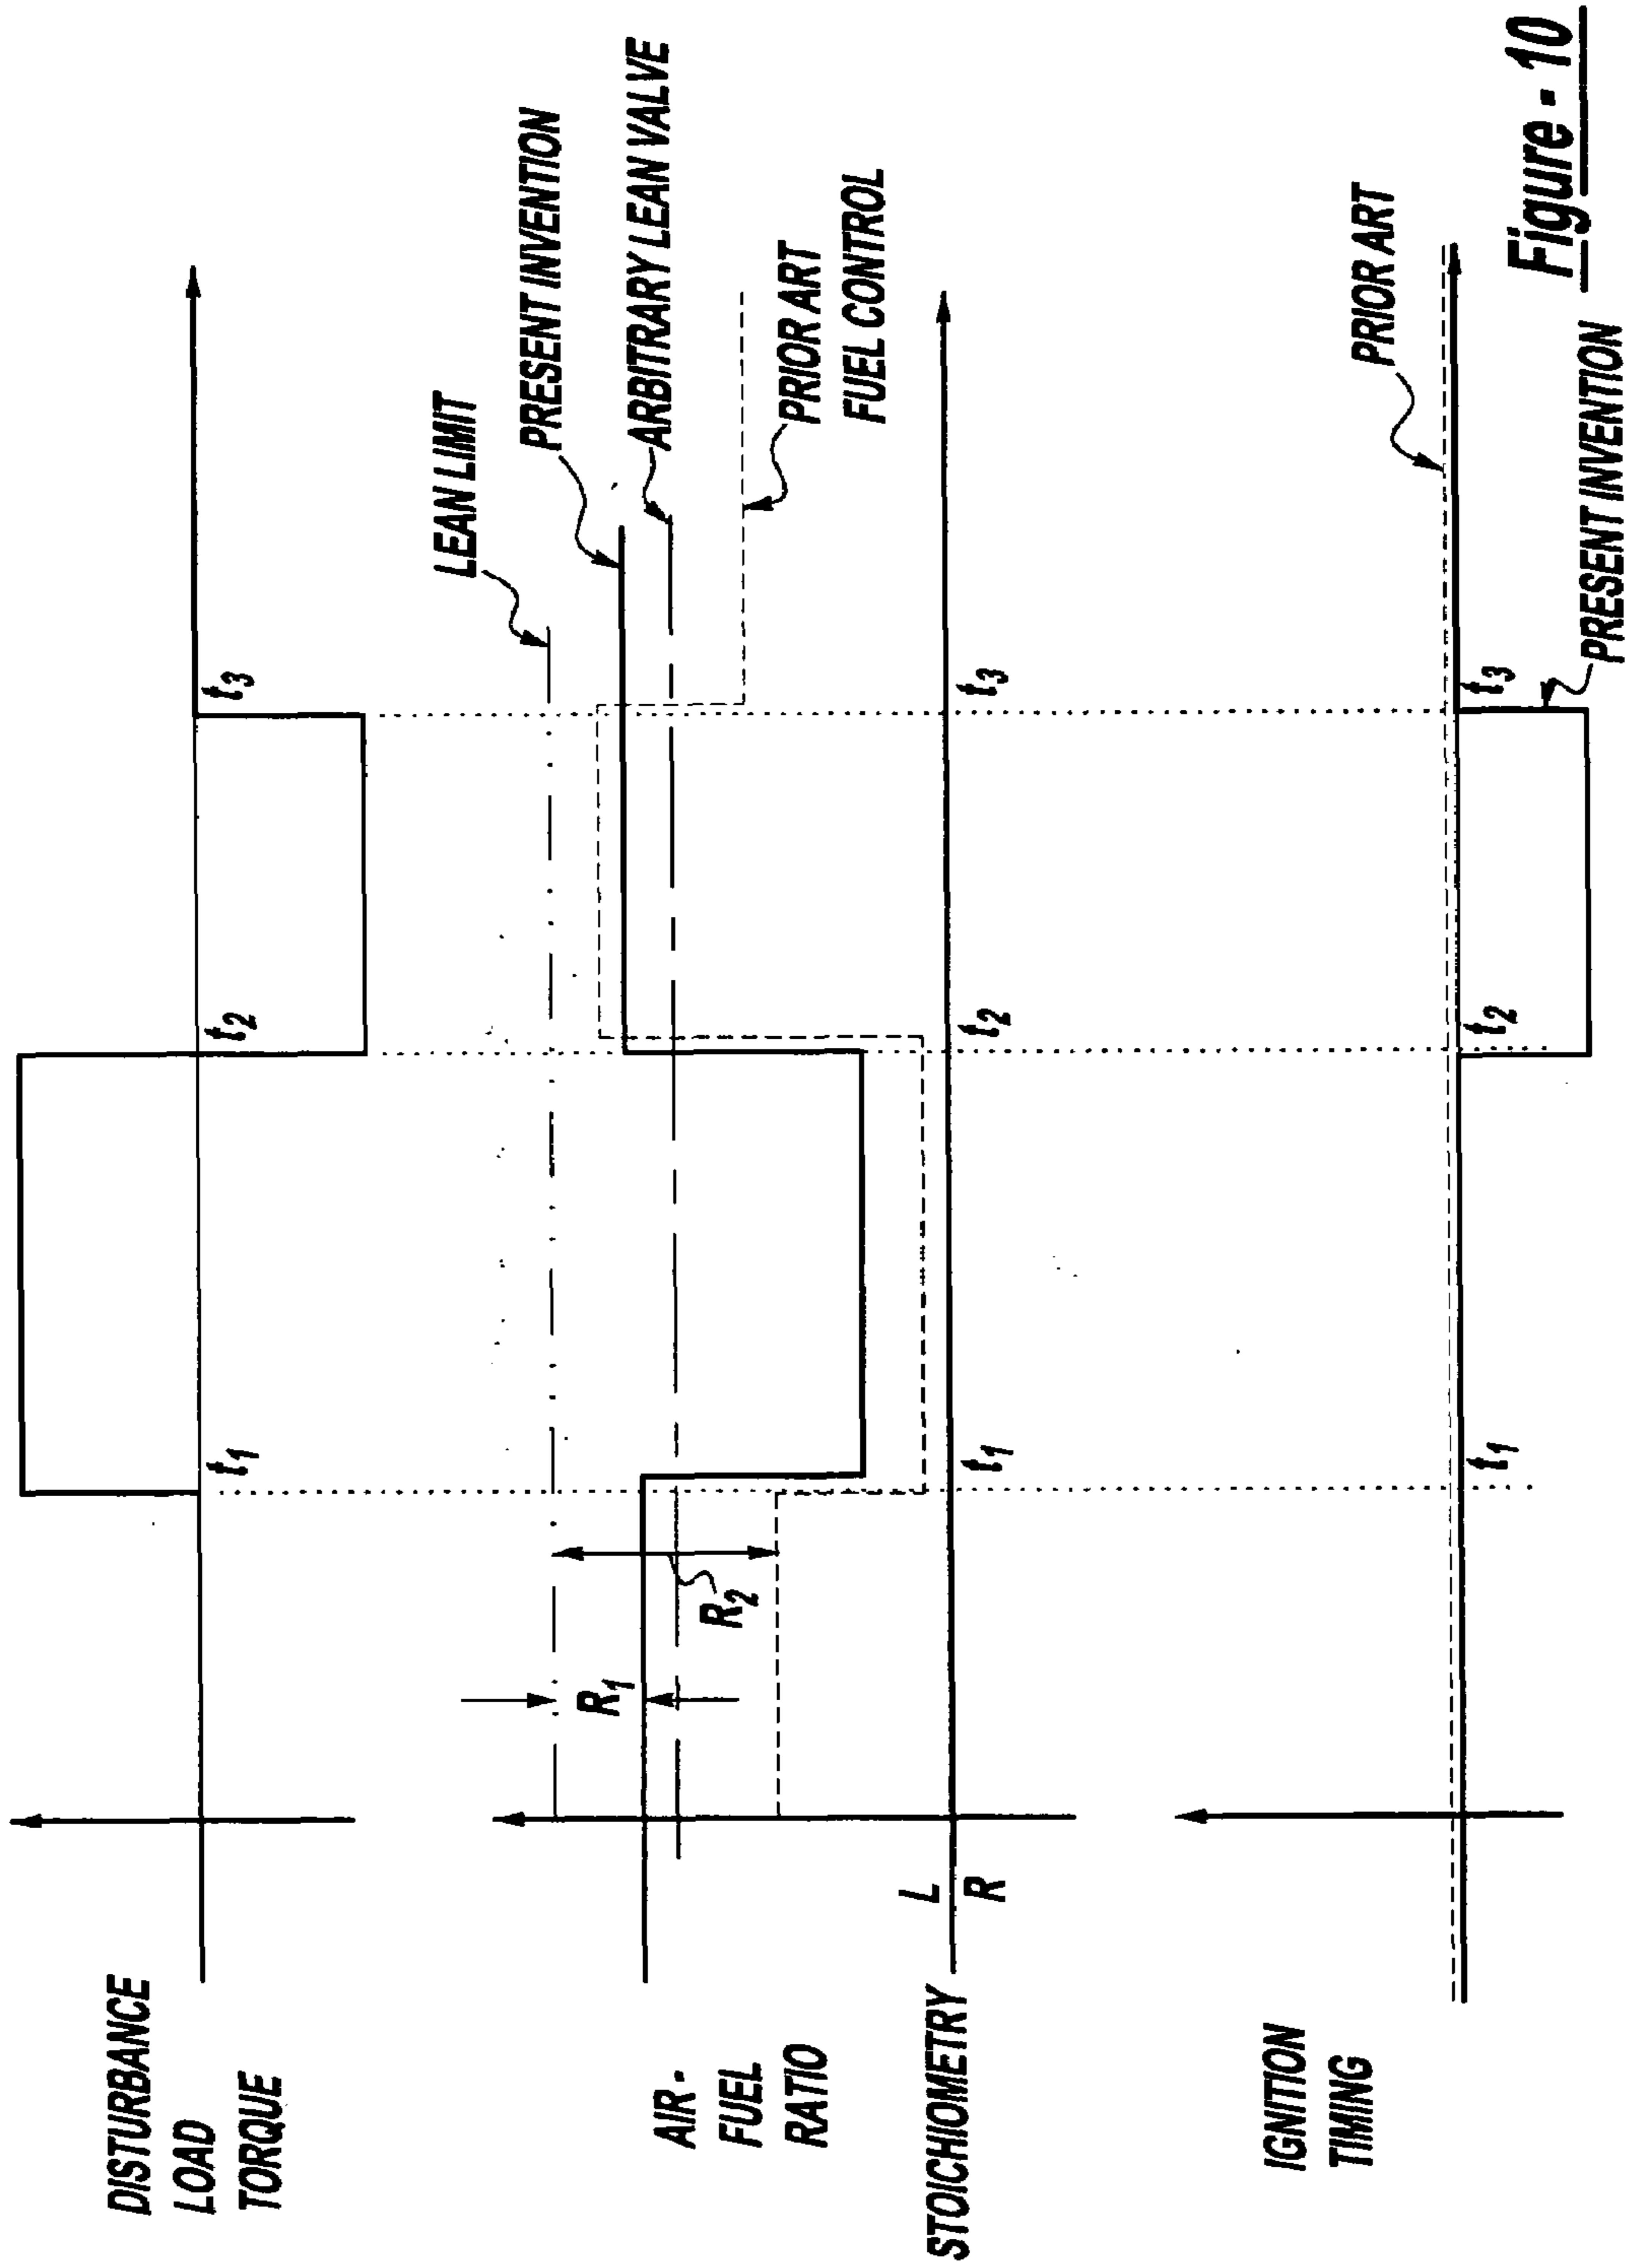 DISTURBANCE
LOAD
TORQUE
t1
t2
t3
LEAN LIMIT
PRESENT INVENTION
ARBITRARY LEAN VALVE
PRIOR ART
FUEL CONTROL
R1
R2
AIR -
FUEL
RATIO
L
R
STOICHIOMETRY
t1
t2
t3
IGNITION
TIMING
PRIOR ART
t1
t2
t3
PRESENT INVENTION
Figure - 10